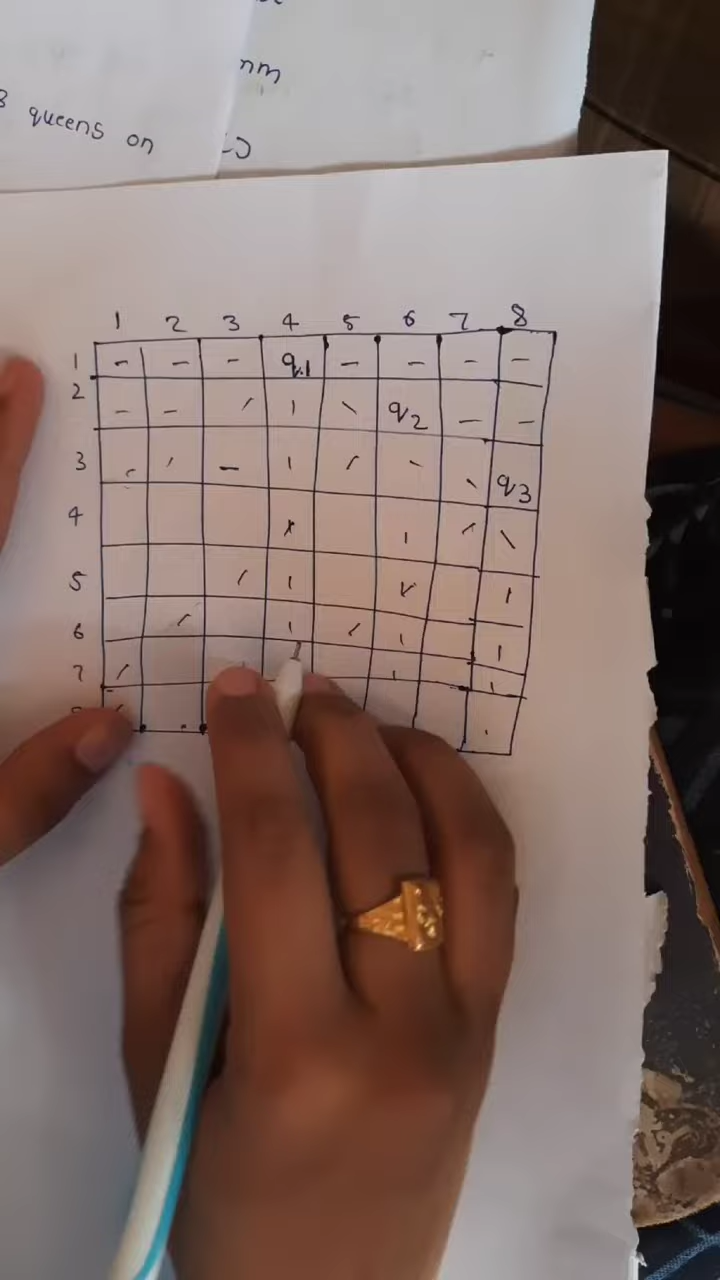 nm
8 queens on
1 2 3 4 5 6 7 8
1 - - - q1 - - - -
2 - - / | \ q2 - -
3 - | / \ \ q3
4 | / \
5 / | |
6 / | / | |
7 / | |